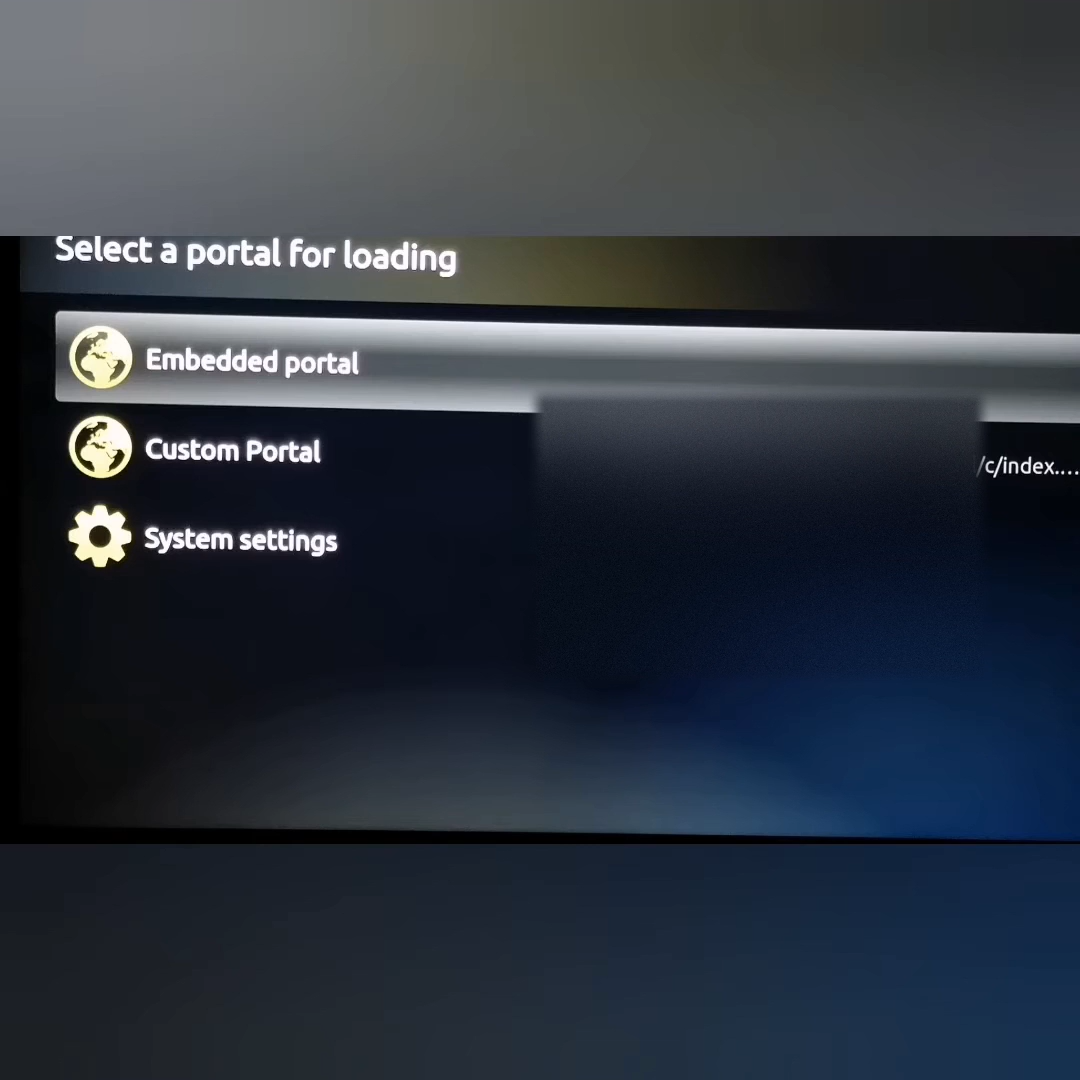 Select a portal for loading
Embedded portal
Custom Portal
/c/index....
System settings